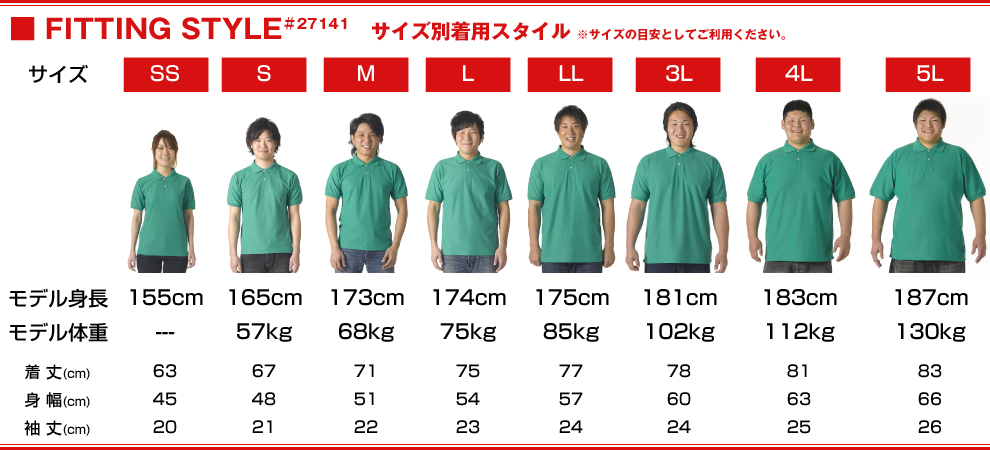 ■ FITTING STYLE#27141 サイズ別着用スタイル ※サイズの目安としてご利用ください。
サイズ SS S M L LL 3L 4L 5L
モデル身長 155cm 165cm 173cm 174cm 175cm 181cm 183cm 187cm
モデル体重 --- 57kg 68kg 75kg 85kg 102kg 112kg 130kg
着 丈(cm) 63 67 71 75 77 78 81 83
身 幅(cm) 45 48 51 54 57 60 63 66
袖 丈(cm) 20 21 22 23 24 24 25 26